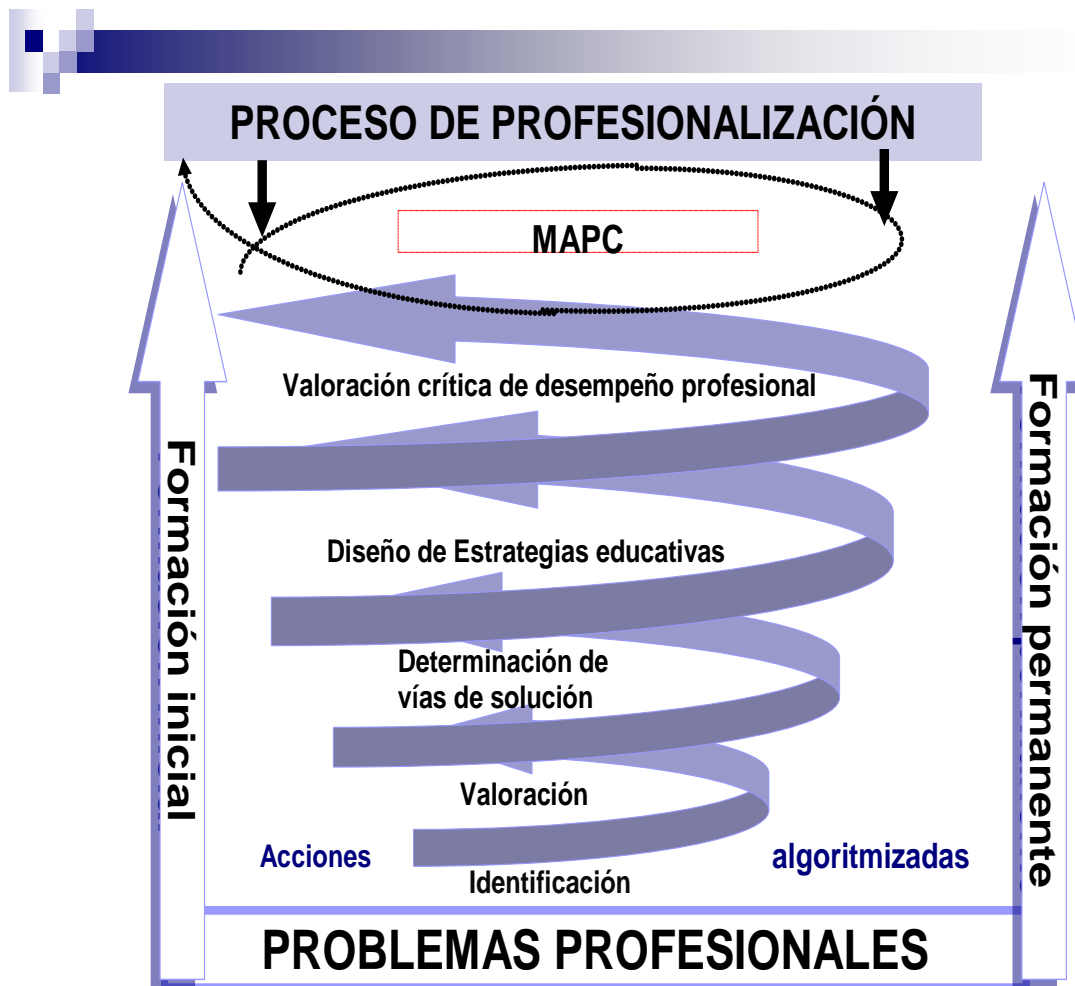 PROCESO DE PROFESIONALIZACIÓN
MAPC
Valoración crítica de desempeño profesional
Formación inicial
Formación permanente
Diseño de Estrategias educativas
Determinación de
vías de solución
Valoración
Acciones
algoritmizadas
Identificación
PROBLEMAS PROFESIONALES